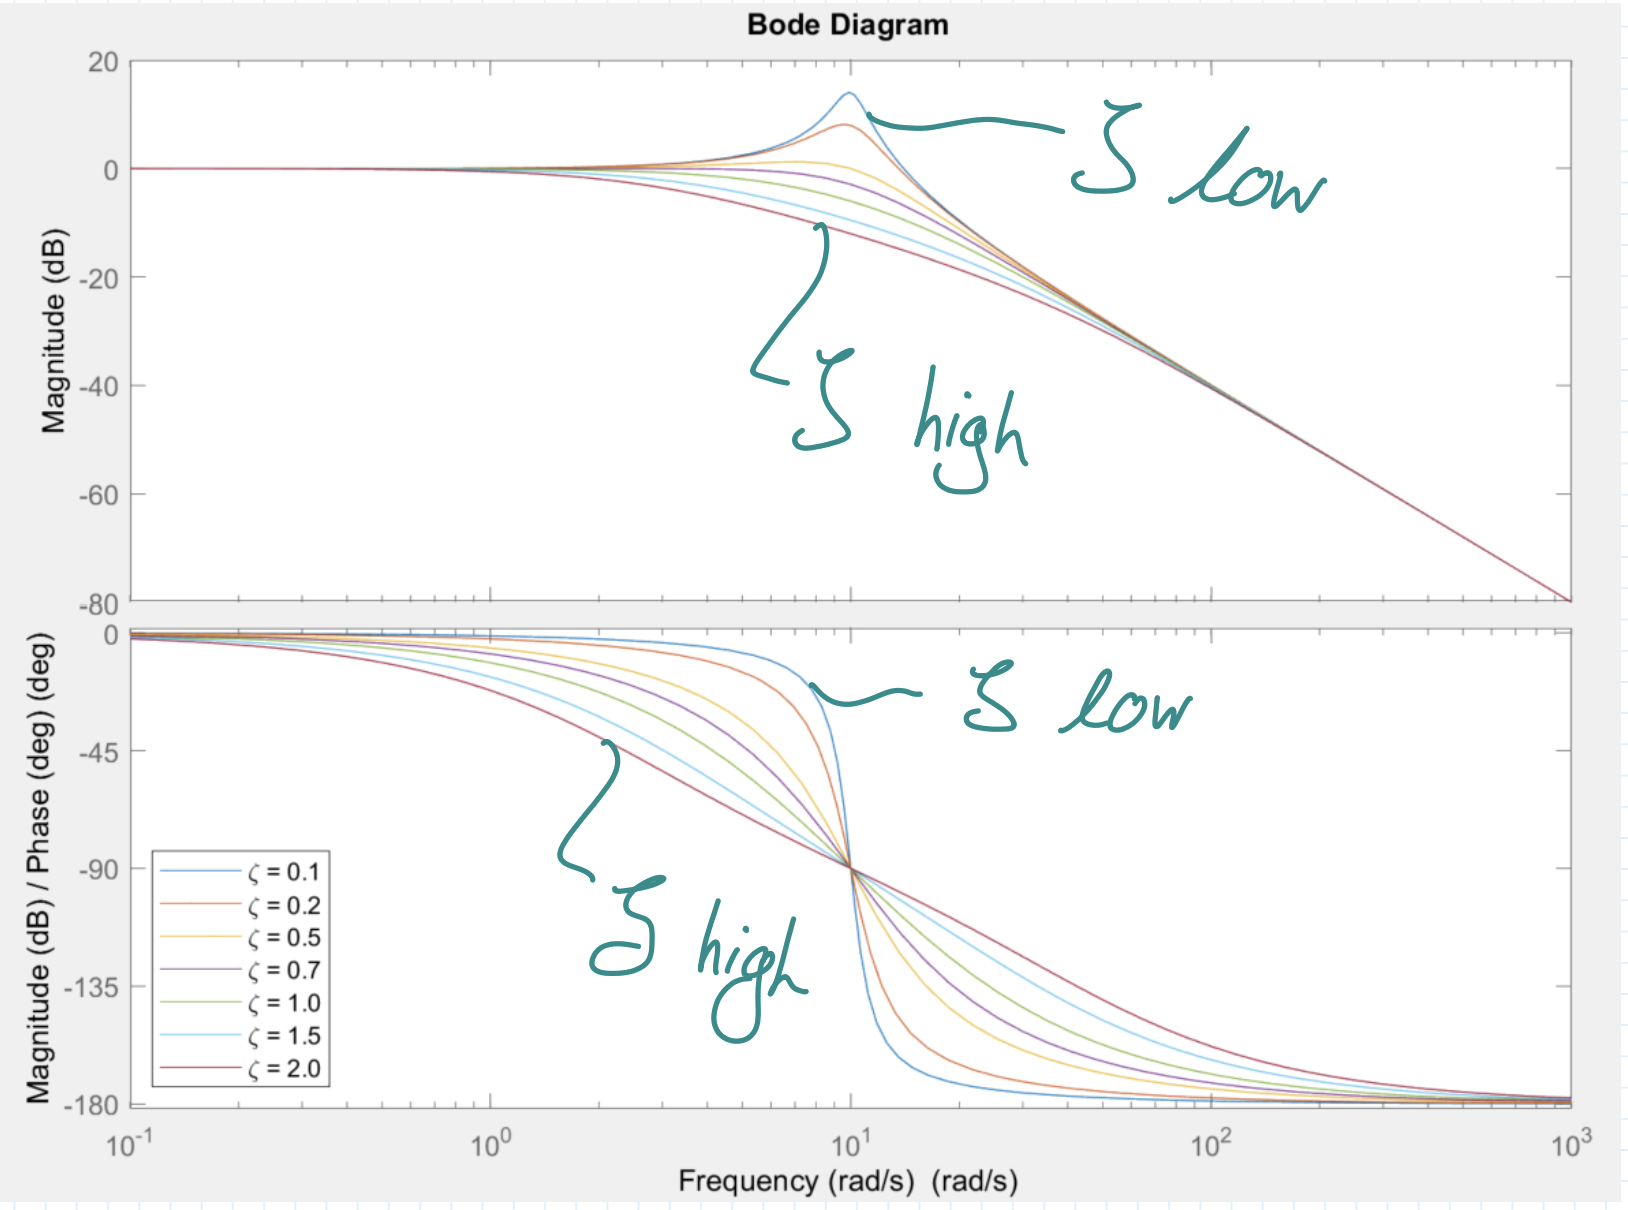 Bode Diagram
20
0
-20
-40
-60
-80
Magnitude (dB)
ζ low
ζ high
0
-45
-90
-135
-180
Magnitude (dB) / Phase (deg) (deg)
ζ low
ζ high
ζ = 0.1
ζ = 0.2
ζ = 0.5
ζ = 0.7
ζ = 1.0
ζ = 1.5
ζ = 2.0
10⁻¹ 10⁰ 10¹ 10² 10³
Frequency (rad/s) (rad/s)